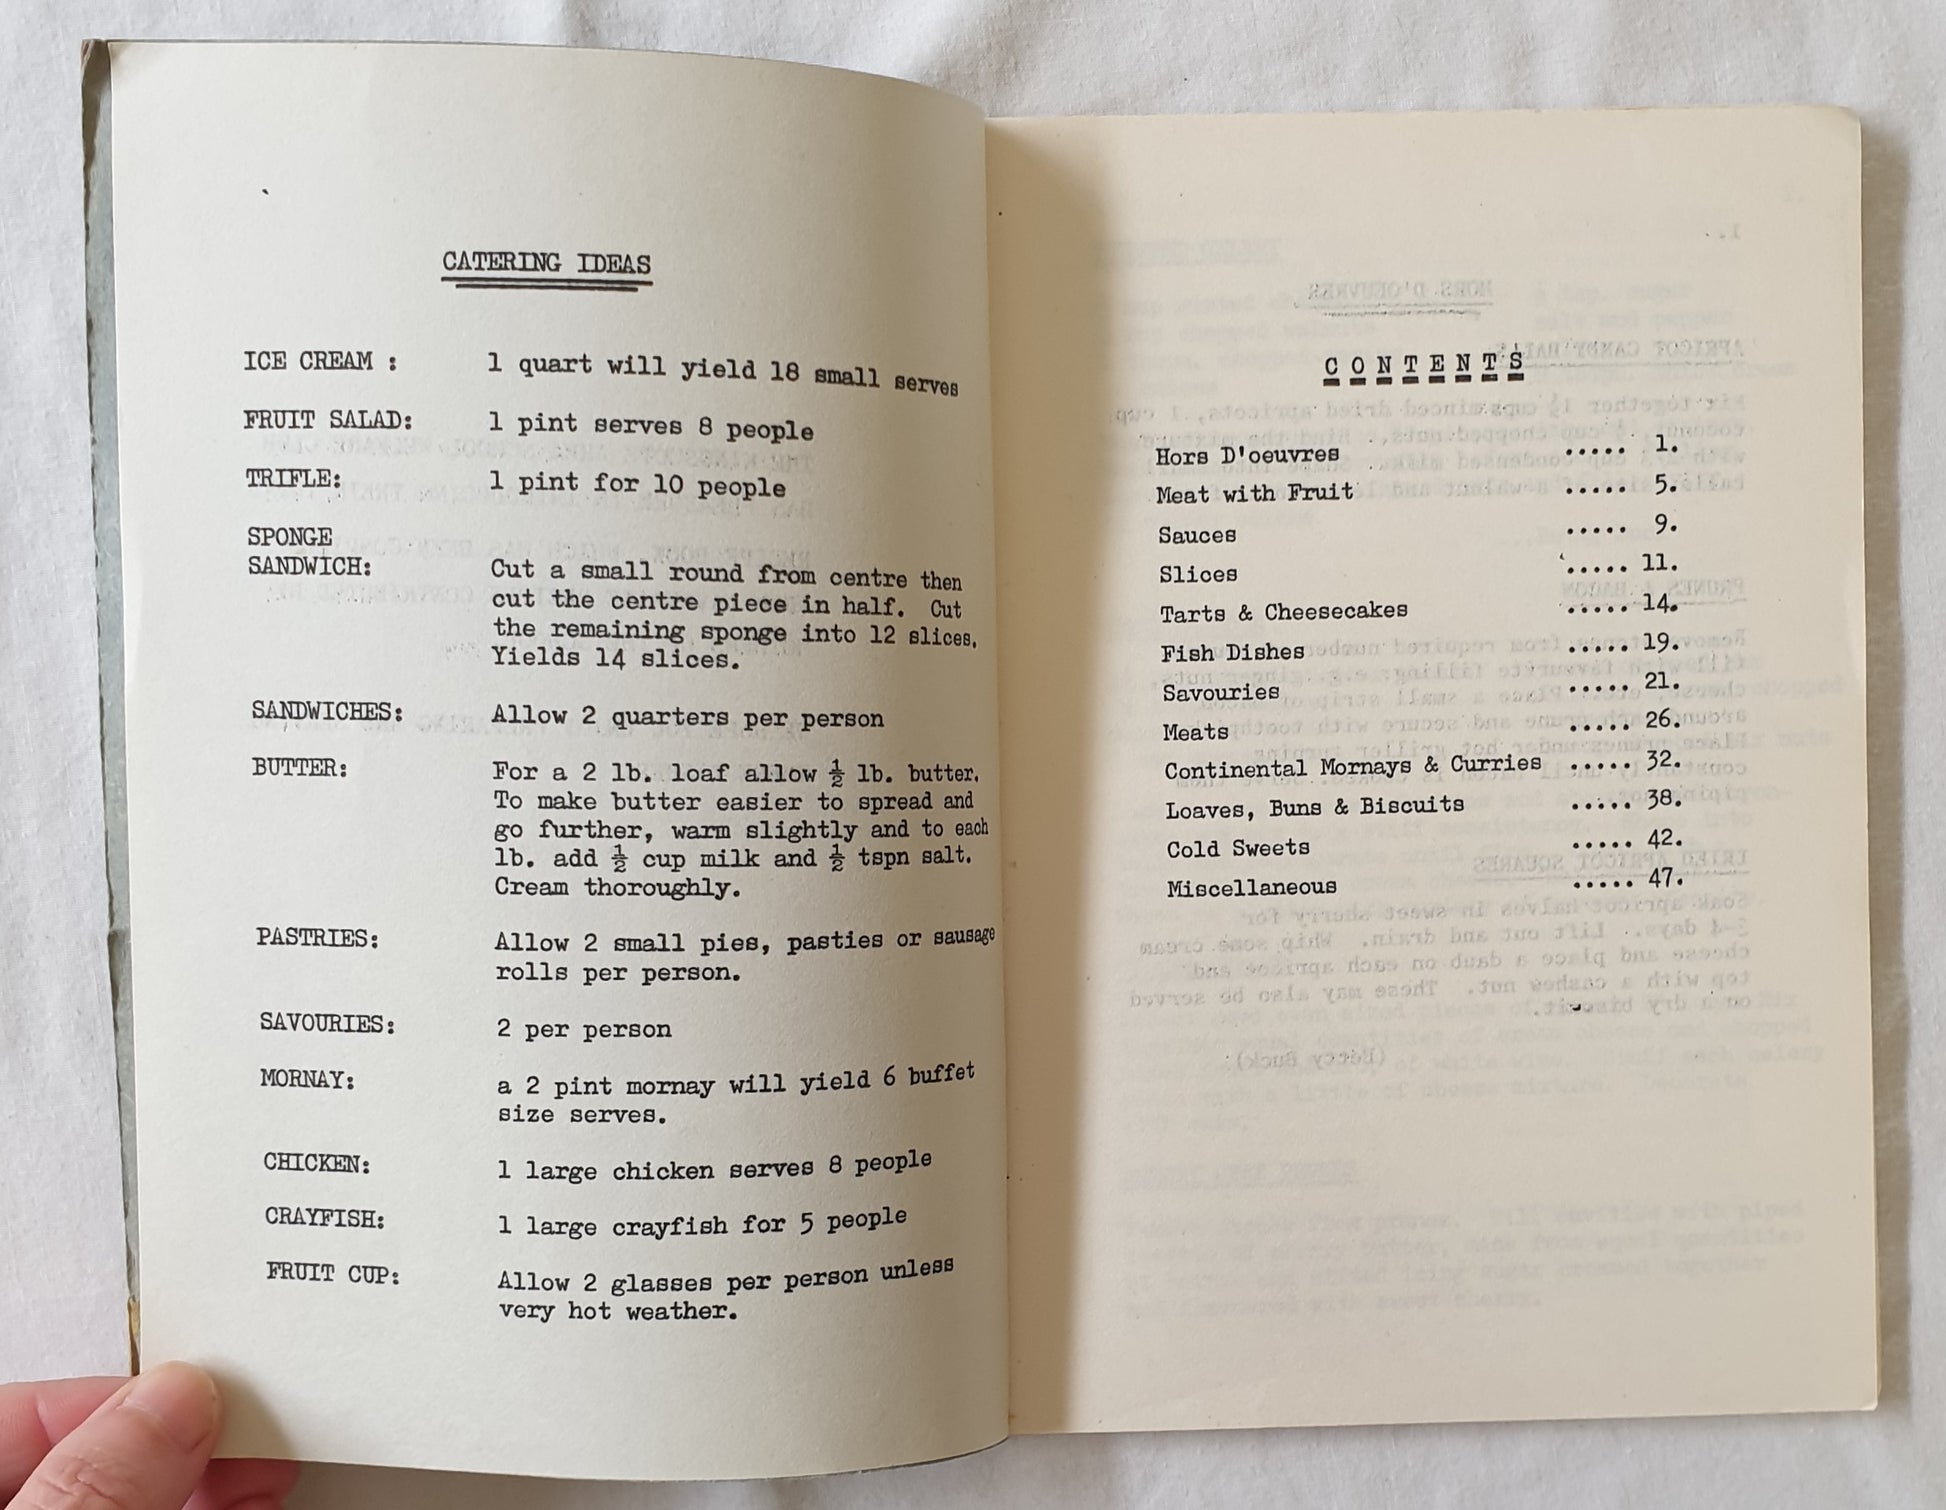 CATERING IDEAS
ICE CREAM : 1 quart will yield 18 small serves
FRUIT SALAD: 1 pint serves 8 people
TRIFLE: 1 pint for 10 people
SPONGE
SANDWICH: Cut a small round from centre then
cut the centre piece in half. Cut
the remaining sponge into 12 slices.
Yields 14 slices.
SANDWICHES: Allow 2 quarters per person
BUTTER: For a 2 lb. loaf allow ½ lb. butter.
To make butter easier to spread and
go further, warm slightly and to each
lb. add ½ cup milk and ½ tspn salt.
Cream thoroughly.
PASTRIES: Allow 2 small pies, pasties or sausage
rolls per person.
SAVOURIES: 2 per person
MORNAY: a 2 pint mornay will yield 6 buffet
size serves.
CHICKEN: 1 large chicken serves 8 people
CRAYFISH: 1 large crayfish for 5 people
FRUIT CUP: Allow 2 glasses per person unless
very hot weather.
CONTENTS
Hors D'oeuvres ..... 1.
Meat with Fruit ..... 5.
Sauces ..... 9.
Slices ..... 11.
Tarts & Cheesecakes ..... 14.
Fish Dishes ..... 19.
Savouries ..... 21.
Meats ..... 26.
Continental Mornays & Curries ..... 32.
Loaves, Buns & Biscuits ..... 38.
Cold Sweets ..... 42.
Miscellaneous ..... 47.